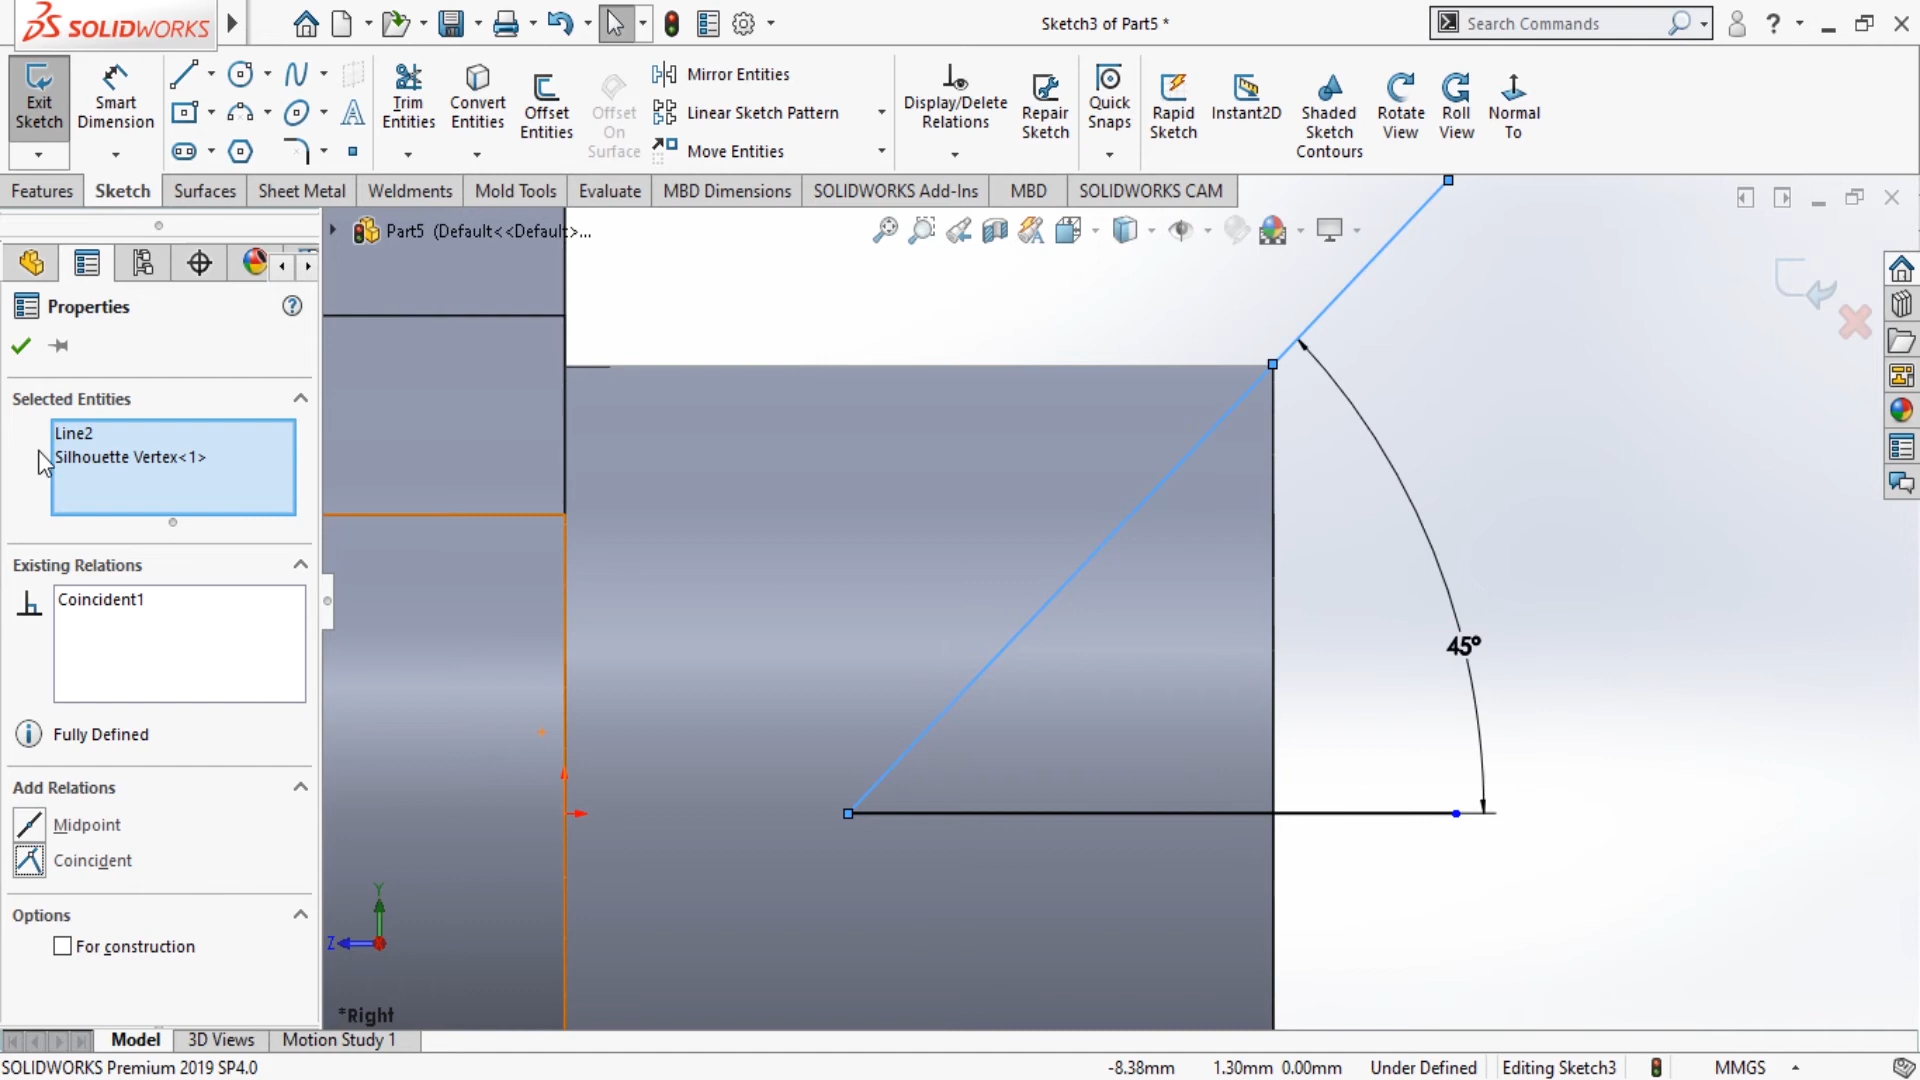 SOLIDWORKS
Sketch3 of Part5 *
Search Commands
Exit Sketch
Smart Dimension
Trim Entities
Convert Entities
Offset Entities
Offset On Surface
Mirror Entities
Linear Sketch Pattern
Move Entities
Display/Delete Relations
Repair Sketch
Quick Snaps
Rapid Sketch
Instant2D
Shaded Sketch Contours
Rotate View
Roll View
Normal To
Features
Sketch
Surfaces
Sheet Metal
Weldments
Mold Tools
Evaluate
MBD Dimensions
SOLIDWORKS Add-Ins
MBD
SOLIDWORKS CAM
Part5 (Default<<Default>...
Properties
Selected Entities
Line2
Silhouette Vertex<1>
Existing Relations
Coincident1
Fully Defined
Add Relations
Midpoint
Coincident
Options
For construction
45°
Y
Z
*Right
Model
3D Views
Motion Study 1
SOLIDWORKS Premium 2019 SP4.0
-8.38mm
1.30mm
0.00mm
Under Defined
Editing Sketch3
MMGS